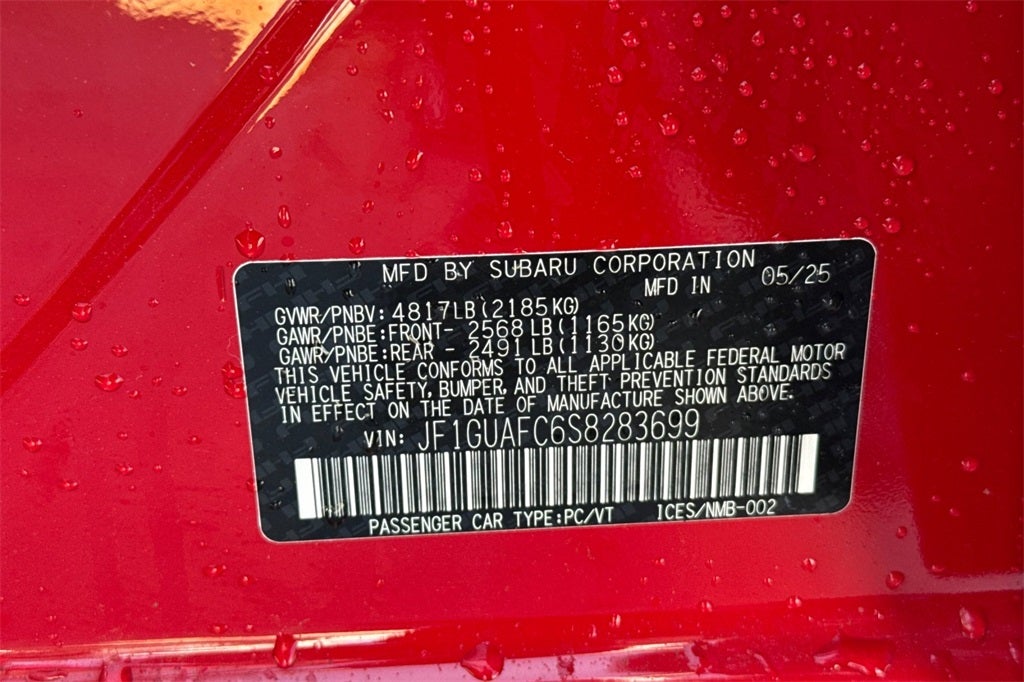 MFD BY SUBARU CORPORATION
MFD IN 05/25
GVWR/PNBV: 4817LB(2185KG)
GAWR/PNBE:FRONT- 2568 LB(1165KG)
GAWR/PNBE:REAR - 2491 LB(1130KG)
THIS VEHICLE CONFORMS TO ALL APPLICABLE FEDERAL MOTOR
VEHICLE SAFETY, BUMPER, AND THEFT PREVENTION STANDARDS
IN EFFECT ON THE DATE OF MANUFACTURE SHOWN ABOVE.
VIN: JF1GUAFC6S8283699
PASSENGER CAR TYPE:PC/VT ICES/NMB-002